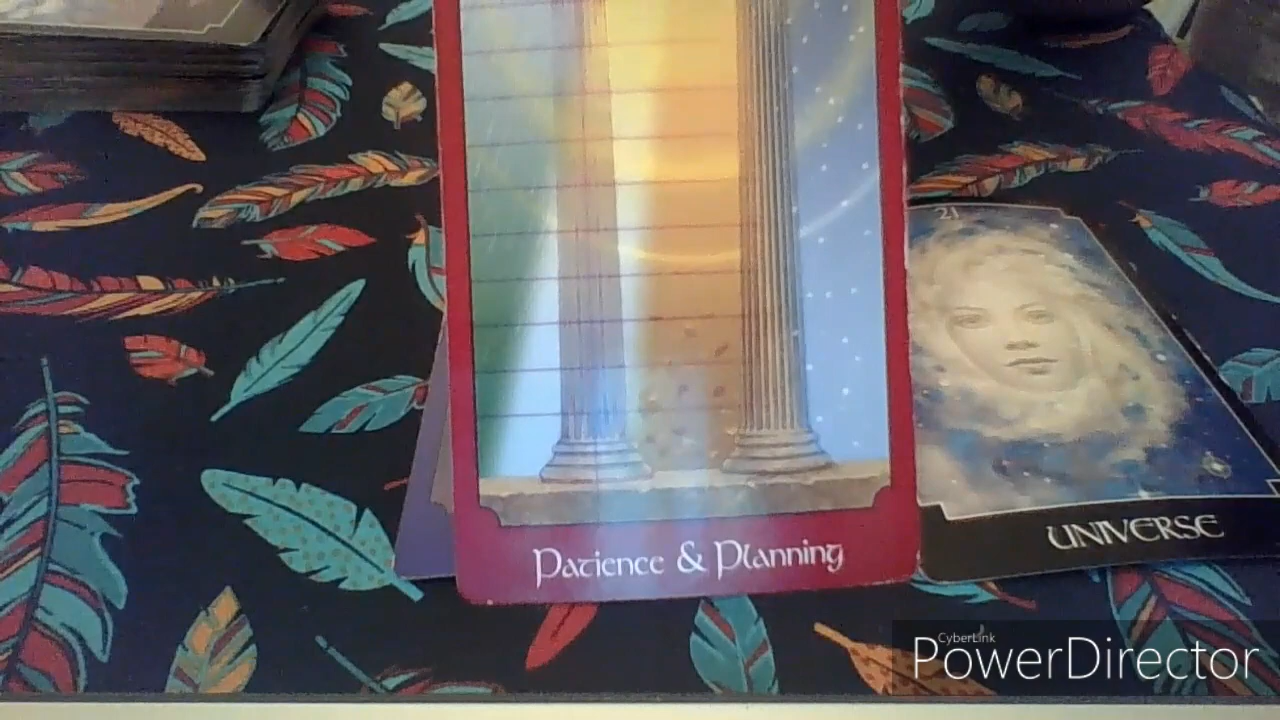 21
UNIVERSE
Patience & Planning
CyberLink
PowerDirector